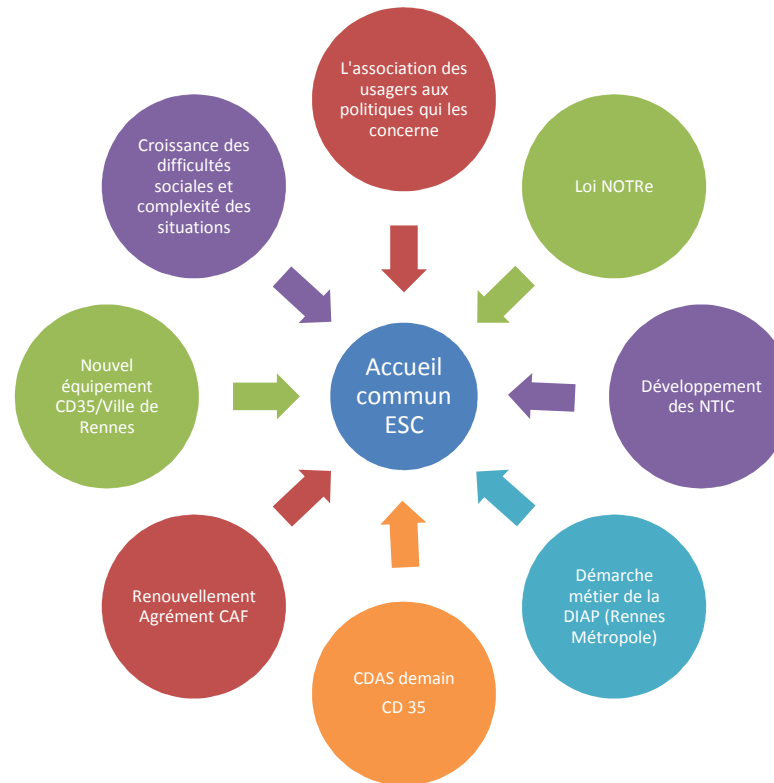 L'association des
usagers aux
politiques qui les
concerne
Loi NOTRe
Développement
des NTIC
Démarche
métier de la
DIAP (Rennes
Métropole)
CDAS demain
CD 35
Renouvellement
Agrément CAF
Nouvel
équipement
CD35/Ville de
Rennes
Croissance des
difficultés
sociales et
complexité des
situations
Accueil
commun
ESC